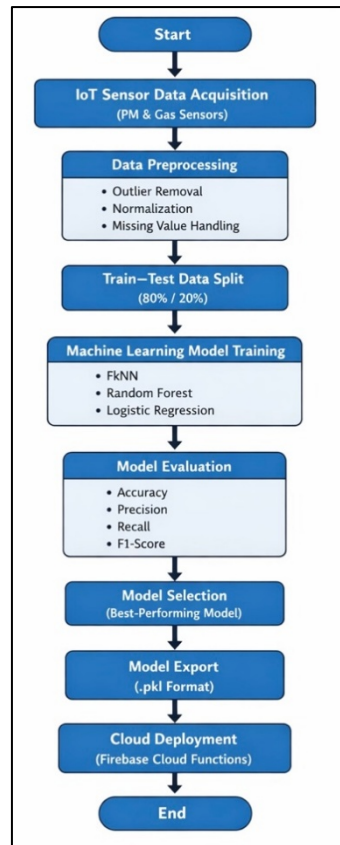 Start
IoT Sensor Data Acquisition
(PM & Gas Sensors)
Data Preprocessing
• Outlier Removal
• Normalization
• Missing Value Handling
Train—Test Data Split
(80% / 20%)
Machine Learning Model Training
• FkNN
• Random Forest
• Logistic Regression
Model Evaluation
• Accuracy
• Precision
• Recall
• F1-Score
Model Selection
(Best-Performing Model)
Model Export
(.pkl Format)
Cloud Deployment
(Firebase Cloud Functions)
End